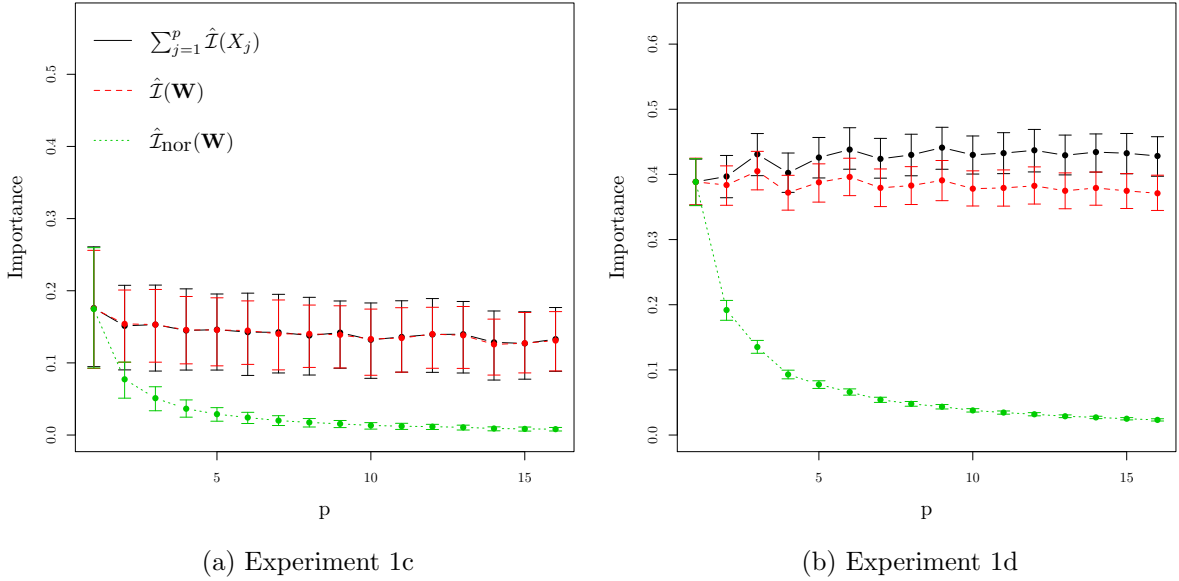 ∑_{j=1}^{p} Î(X_j)
Î(W)
Î_nor(W)
Importance
0.0 0.1 0.2 0.3 0.4 0.5
5 10 15
p
(a) Experiment 1c
Importance
0.0 0.1 0.2 0.3 0.4 0.5 0.6
5 10 15
p
(b) Experiment 1d